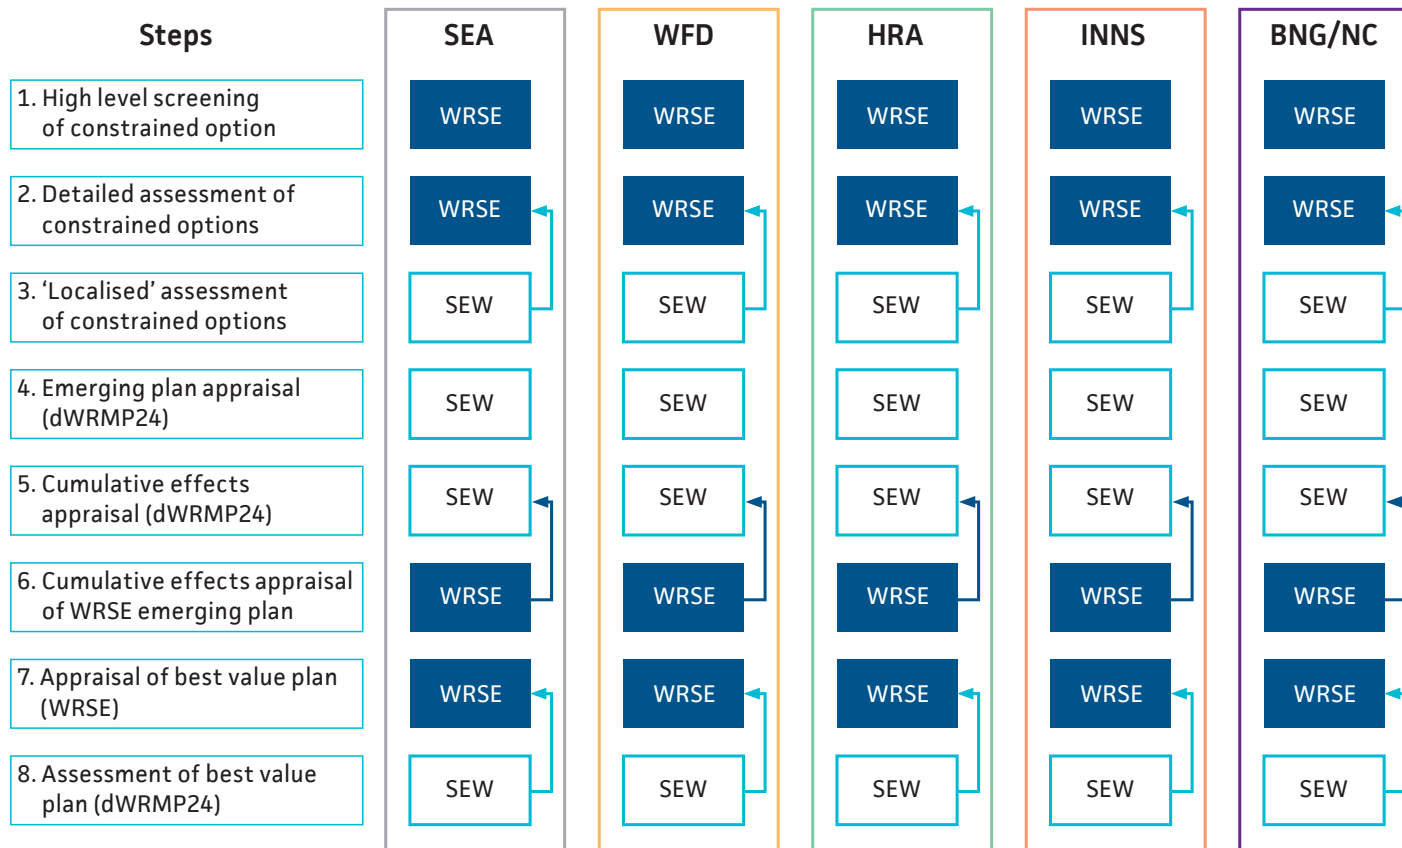 Steps
SEA
WFD
HRA
INNS
BNG/NC
1. High level screening
of constrained option
WRSE
WRSE
WRSE
WRSE
WRSE
2. Detailed assessment of
constrained options
WRSE
WRSE
WRSE
WRSE
WRSE
3. ‘Localised’ assessment
of constrained options
SEW
SEW
SEW
SEW
SEW
4. Emerging plan appraisal
(dWRMP24)
SEW
SEW
SEW
SEW
SEW
5. Cumulative effects
appraisal (dWRMP24)
SEW
SEW
SEW
SEW
SEW
6. Cumulative effects appraisal
of WRSE emerging plan
WRSE
WRSE
WRSE
WRSE
WRSE
7. Appraisal of best value plan
(WRSE)
WRSE
WRSE
WRSE
WRSE
WRSE
8. Assessment of best value
plan (dWRMP24)
SEW
SEW
SEW
SEW
SEW